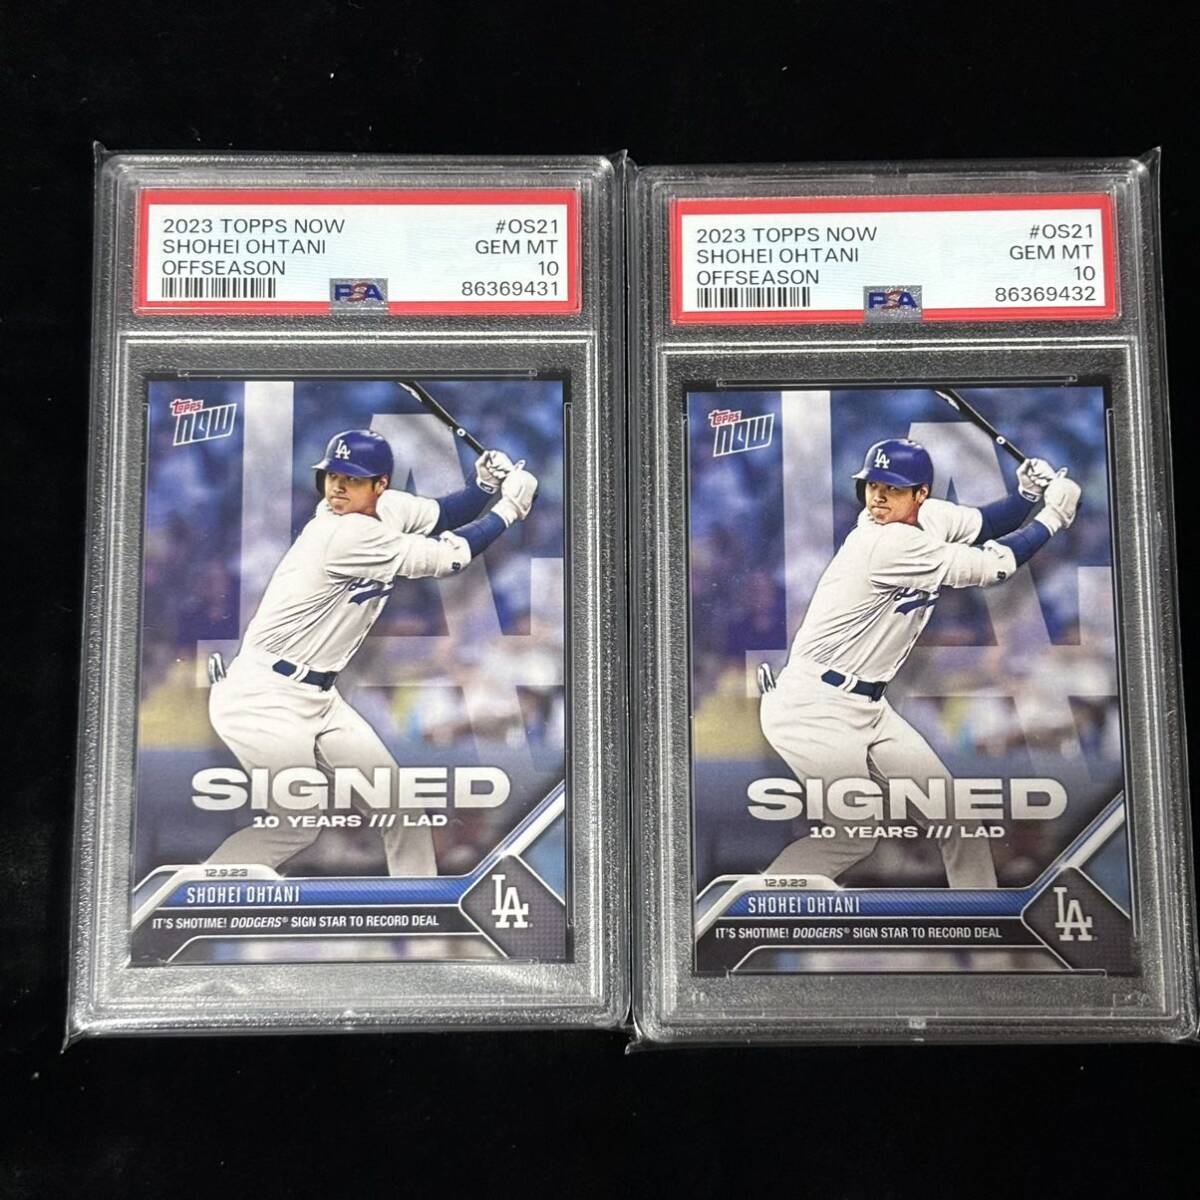 2023 TOPPS NOW #OS21
SHOHEI OHTANI GEM MT
OFFSEASON 10
PSA 86369431
TOPPS
NOW
LA
SIGNED
10 YEARS /// LAD
12.9.23
SHOHEI OHTANI
IT'S SHOTIME! DODGERS® SIGN STAR TO RECORD DEAL
LA
2023 TOPPS NOW #OS21
SHOHEI OHTANI GEM MT
OFFSEASON 10
PSA 86369432
TOPPS
NOW
LA
SIGNED
10 YEARS /// LAD
12.9.23
SHOHEI OHTANI
IT'S SHOTIME! DODGERS® SIGN STAR TO RECORD DEAL
LA